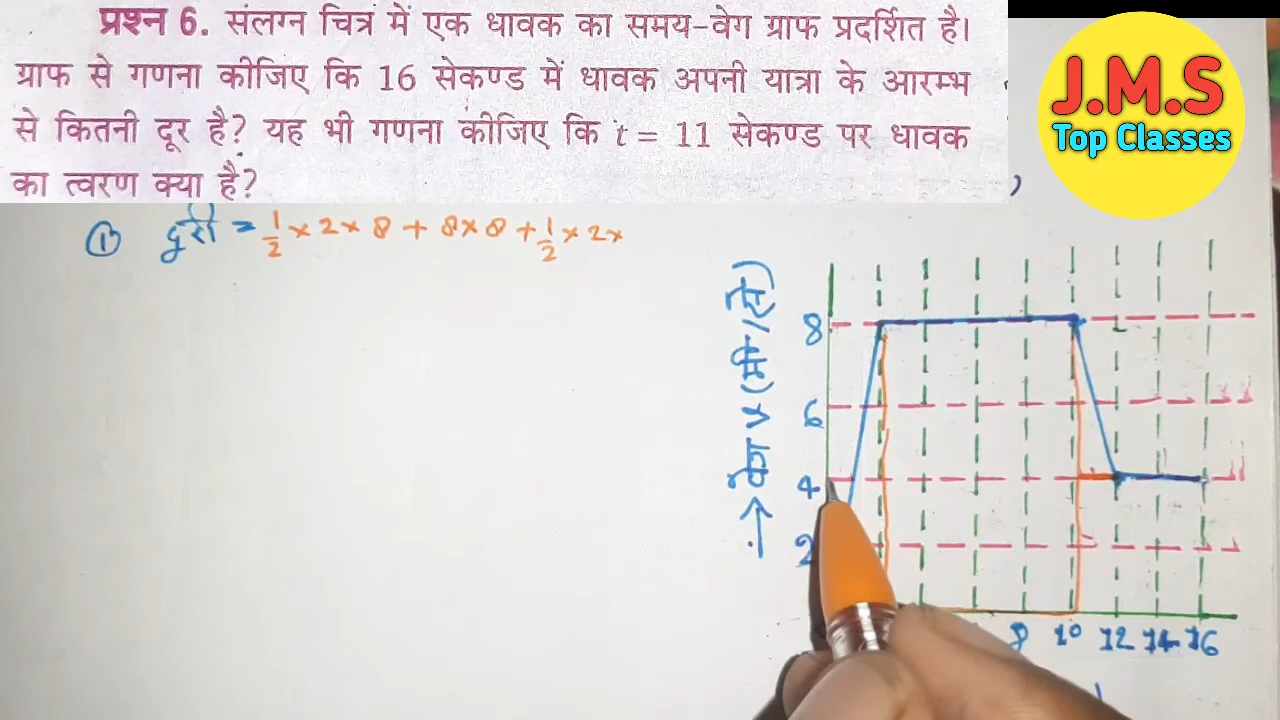 प्रश्न 6. संलग्न चित्र में एक धावक का समय-वेग ग्राफ प्रदर्शित है।
ग्राफ से गणना कीजिए कि 16 सेकण्ड में धावक अपनी यात्रा के आरम्भ
से कितनी दूर है? यह भी गणना कीजिए कि t = 11 सेकण्ड पर धावक
का त्वरण क्या है?
J.M.S
Top Classes
① दूरी = 1/2 × 2 × 8 + 8 × 8 + 1/2 × 2 ×
→ वेग v (मी/से)
8
6
4
2
8 10 12 14 16